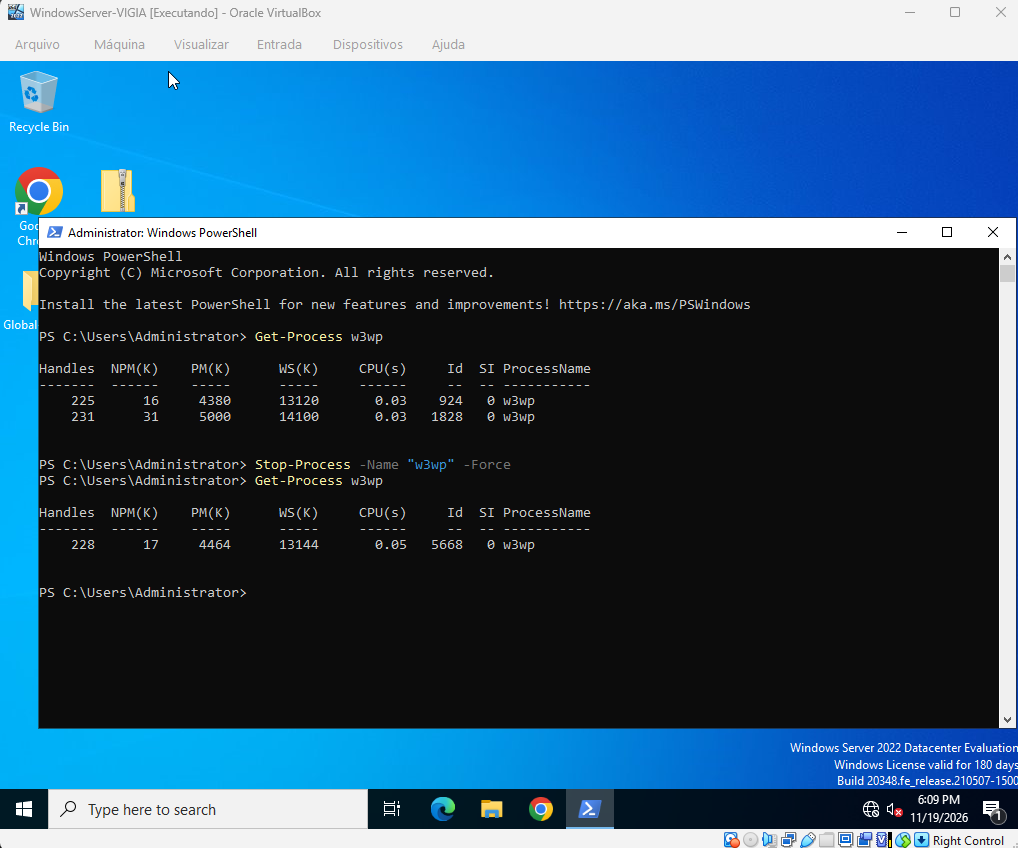 WindowsServer-VIGIA [Executando] - Oracle VirtualBox
Arquivo Máquina Visualizar Entrada Dispositivos Ajuda
Recycle Bin
Global
Administrator: Windows PowerShell
Windows PowerShell
Copyright (C) Microsoft Corporation. All rights reserved.
Install the latest PowerShell for new features and improvements! https://aka.ms/PSWindows
PS C:\Users\Administrator> Get-Process w3wp
Handles NPM(K) PM(K) WS(K) CPU(s) Id SI ProcessName
------- ------ ----- ----- ------ -- -- -----------
225 16 4380 13120 0.03 924 0 w3wp
231 31 5000 14100 0.03 1828 0 w3wp
PS C:\Users\Administrator> Stop-Process -Name "w3wp" -Force
PS C:\Users\Administrator> Get-Process w3wp
Handles NPM(K) PM(K) WS(K) CPU(s) Id SI ProcessName
------- ------ ----- ----- ------ -- -- -----------
228 17 4464 13144 0.05 5668 0 w3wp
PS C:\Users\Administrator>
Windows Server 2022 Datacenter Evaluation
Windows License valid for 180 days
Build 20348.fe_release.210507-1500
Type here to search
6:09 PM
11/19/2026
1
Right Control